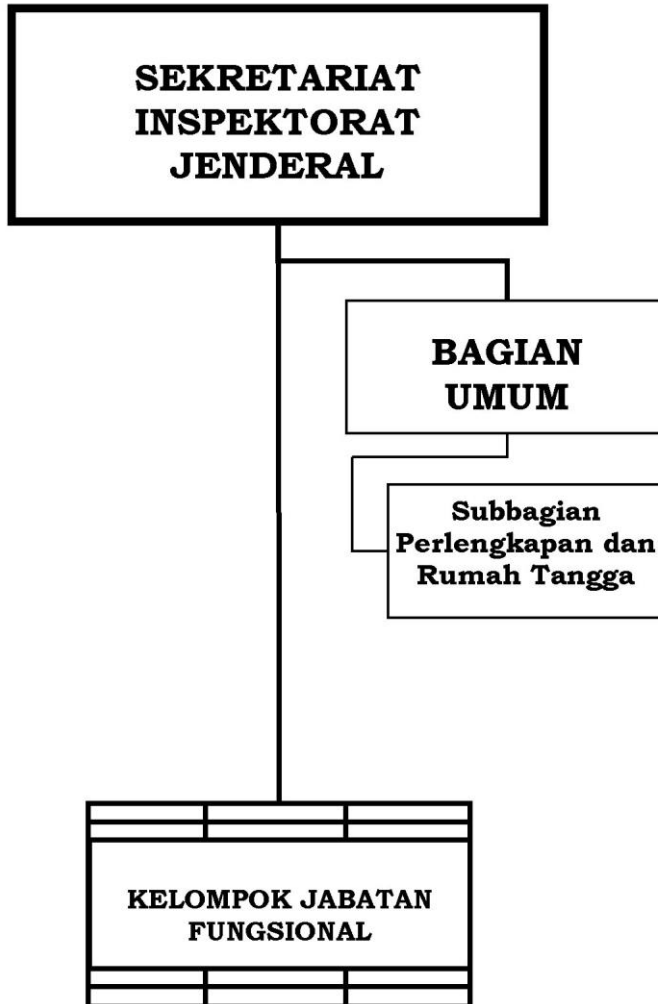 SEKRETARIAT
INSPEKTORAT
JENDERAL
BAGIAN
UMUM
Subbagian
Perlengkapan dan
Rumah Tangga
KELOMPOK JABATAN
FUNGSIONAL